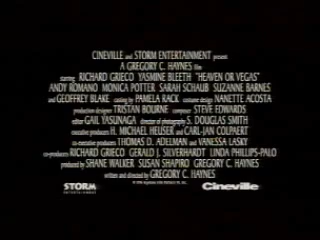 CINEVILLE and STORM ENTERTAINMENT present
A GREGORY C. HAYNES film
starring RICHARD GRIECO YASMINE BLEETH "HEAVEN OR VEGAS"
ANDY ROMANO MONICA POTTER SARAH SCHAUB SUZANNE BARNES
and GEOFFREY BLAKE casting by PAMELA RACK costume design NANETTE ACOSTA
production designer TRISTAN BOURNE composer STEVE EDWARDS
editor GAIL YASUNAGA director of photography S. DOUGLAS SMITH
executive producers H. MICHAEL HEUSER and CARL-JAN COLPAERT
co-executive producers THOMAS D. ADELMAN and VANESSA LASKY
co-producers RICHARD GRIECO GERALD J. SILVERHARDT LINDA PHILLIPS-PALO
produced by SHANE WALKER SUSAN SHAPIRO GREGORY C. HAYNES
written and directed by GREGORY C. HAYNES
STORM Cineville
ENTERTAINMENT